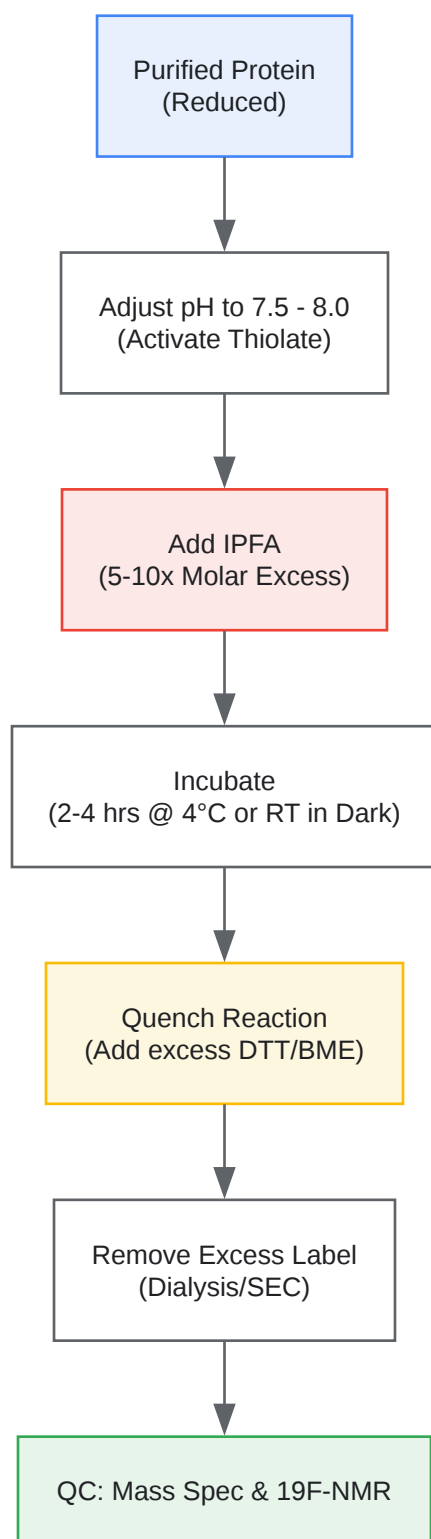 Purified Protein
(Reduced)
Adjust pH to 7.5 - 8.0
(Activate Thiolate)
Add IPFA
(5-10x Molar Excess)
Incubate
(2-4 hrs @ 4°C or RT in Dark)
Quench Reaction
(Add excess DTT/BME)
Remove Excess Label
(Dialysis/SEC)
QC: Mass Spec & 19F-NMR